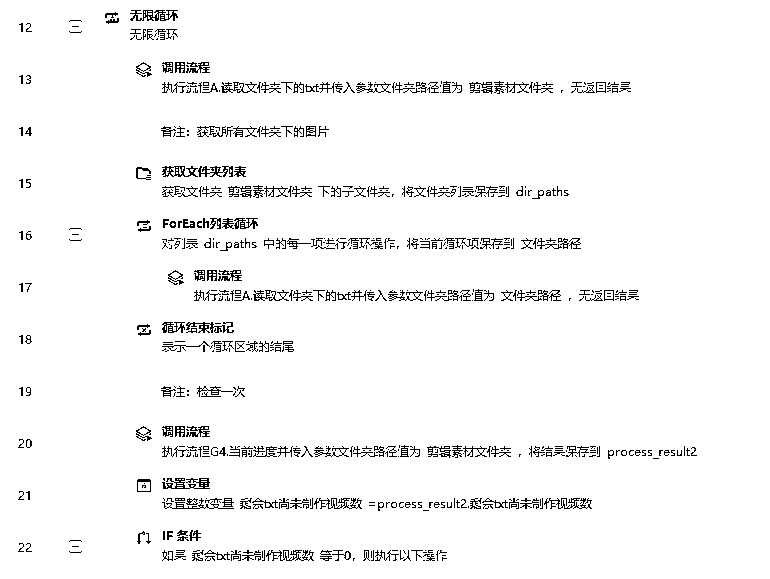 12
无限循环
无限循环
13
调用流程
执行流程A.读取文件夹下的txt并传入参数文件夹路径值为 剪辑素材文件夹 ，无返回结果
14
备注：获取所有文件夹下的图片
15
获取文件夹列表
获取文件夹 剪辑素材文件夹 下的子文件夹，将文件夹列表保存到 dir_paths
16
ForEach列表循环
对列表 dir_paths 中的每一项进行循环操作，将当前循环项保存到 文件夹路径
17
调用流程
执行流程A.读取文件夹下的txt并传入参数文件夹路径值为 文件夹路径 ，无返回结果
18
循环结束标记
表示一个循环区域的结尾
19
备注：检查一次
20
调用流程
执行流程G4.当前进度并传入参数文件夹路径值为 剪辑素材文件夹 ，将结果保存到 process_result2
21
设置变量
设置整数变量 txt尚未制作视频数 =process_result2.txt尚未制作视频数
22
IF 条件
如果 txt尚未制作视频数 等于0，则执行以下操作